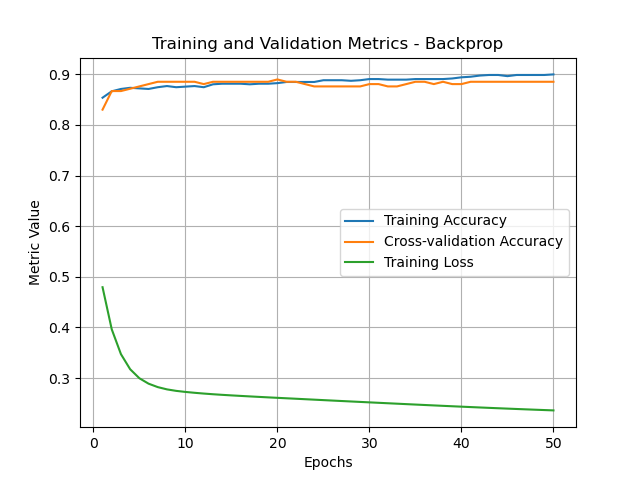 Training and Validation Metrics - Backprop
Metric Value
0.9
0.8
0.7
0.6
0.5
0.4
0.3
Training Accuracy
Cross-validation Accuracy
Training Loss
0 10 20 30 40 50
Epochs